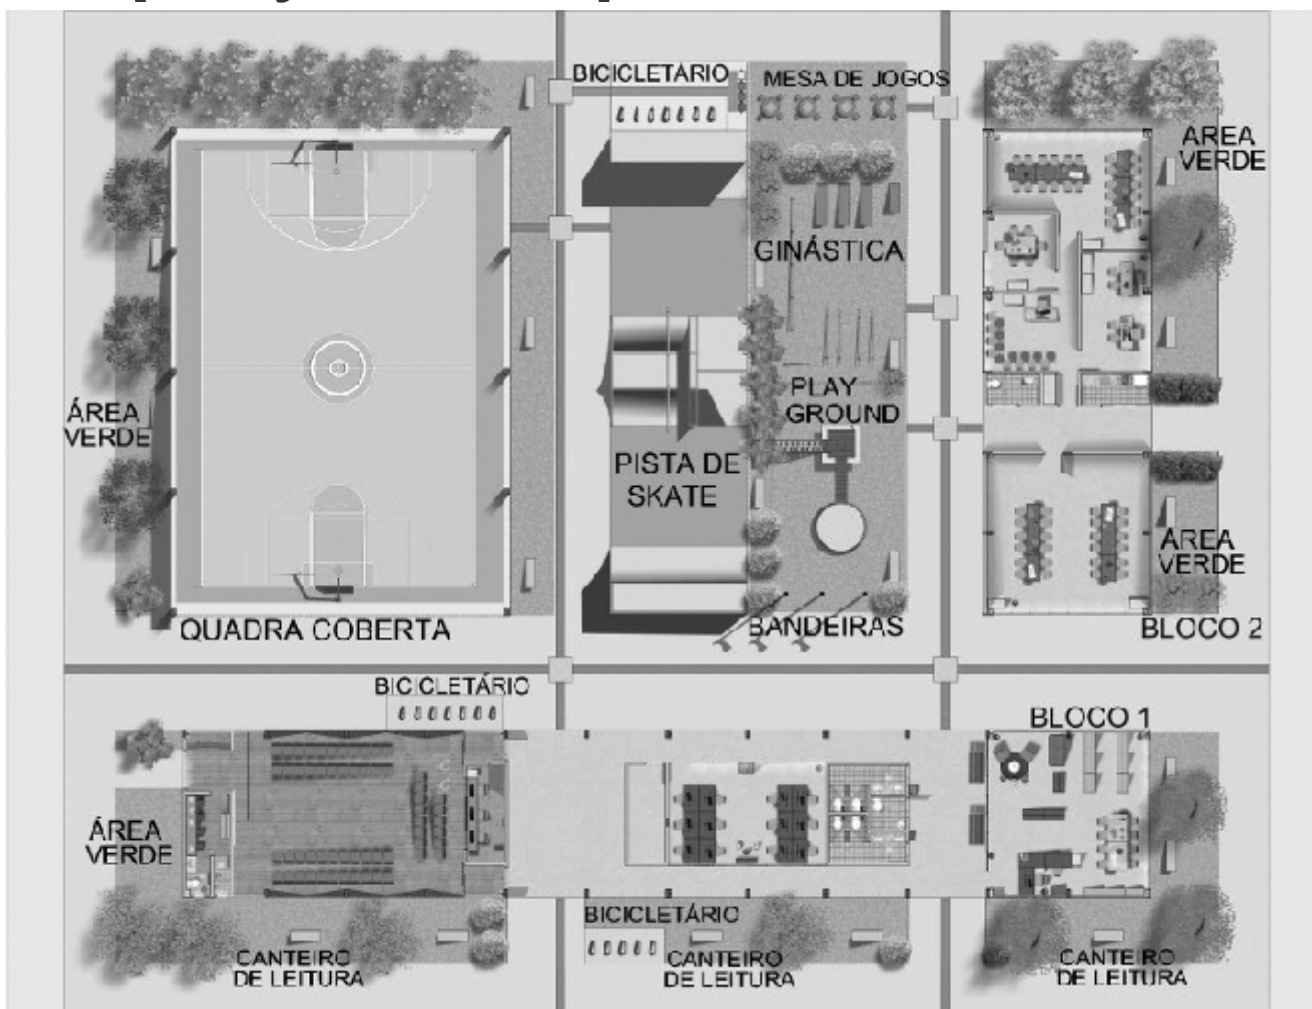 BICICLETÁRIO
MESA DE JOGOS
ÁREA
VERDE
GINÁSTICA
ÁREA
VERDE
PLAY
GROUND
PISTA DE
SKATE
ÁREA
VERDE
QUADRA COBERTA
BANDEIRAS
BLOCO 2
BICICLETÁRIO
BLOCO 1
ÁREA
VERDE
BICICLETÁRIO
CANTEIRO
DE LEITURA
CANTEIRO
DE LEITURA
CANTEIRO
DE LEITURA